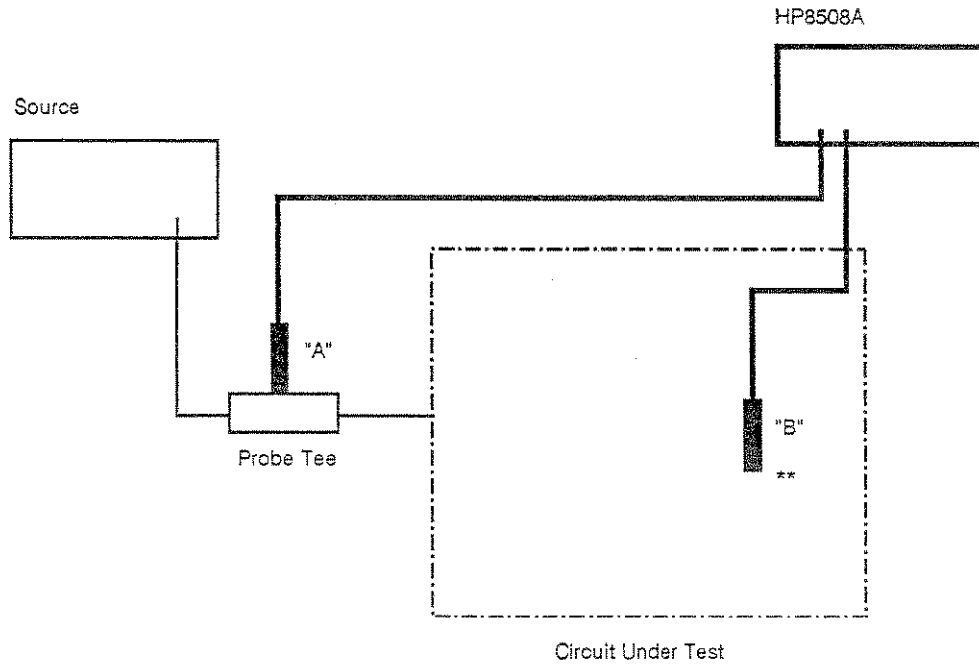 HP8508A
Source
"A"
Probe Tee
"B"
**
Circuit Under Test